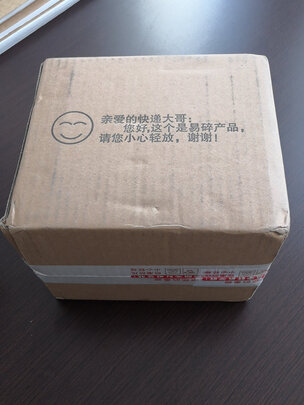 亲爱的快递大哥：
您好，这个是易碎产品，
请您小心轻放，谢谢！